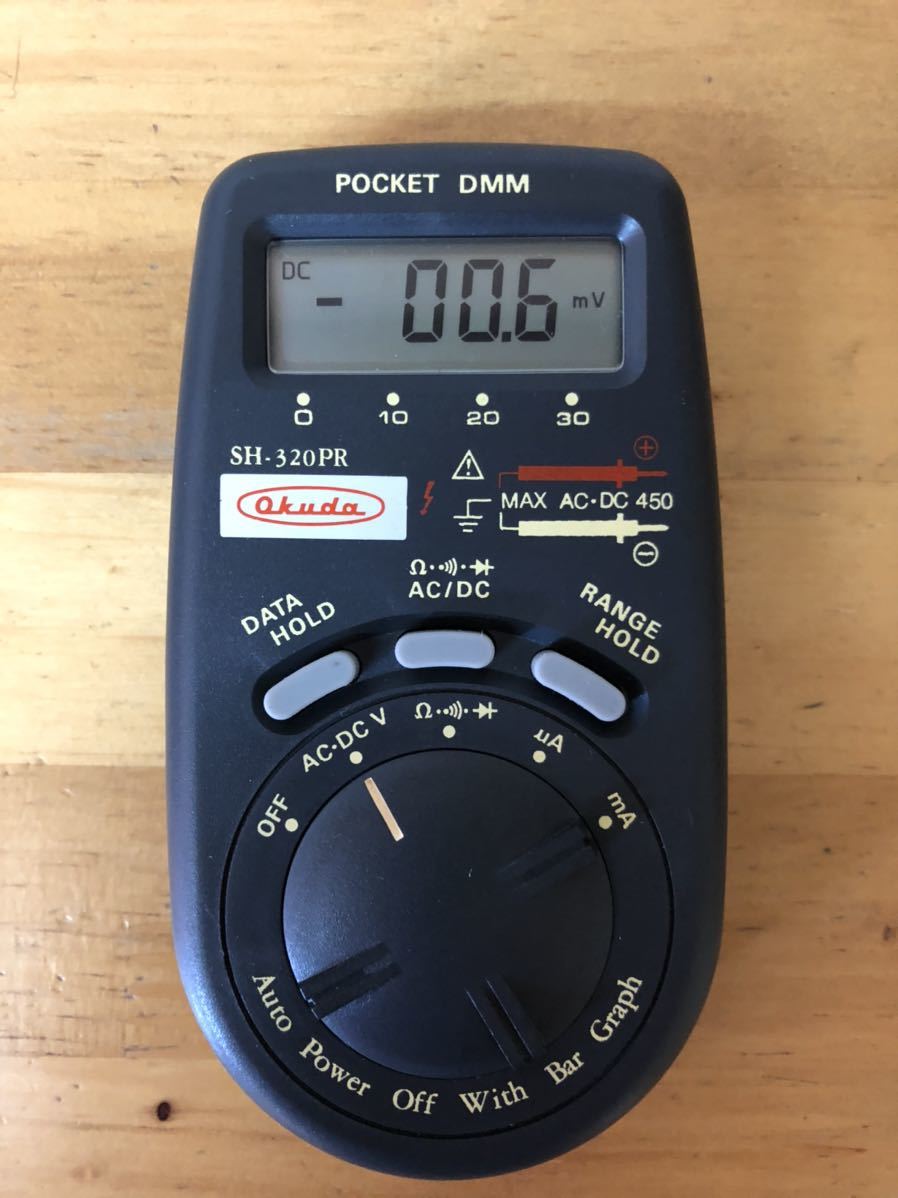 POCKET DMM
DC
- 00.6 mV
0 10 20 30
SH-320PR
Okuda
MAX AC·DC 450
Ω·•)))·
AC/DC
DATA
HOLD
RANGE
HOLD
OFF
AC·DC V
Ω·•)))·
μA
mA
Auto Power Off With Bar Graph